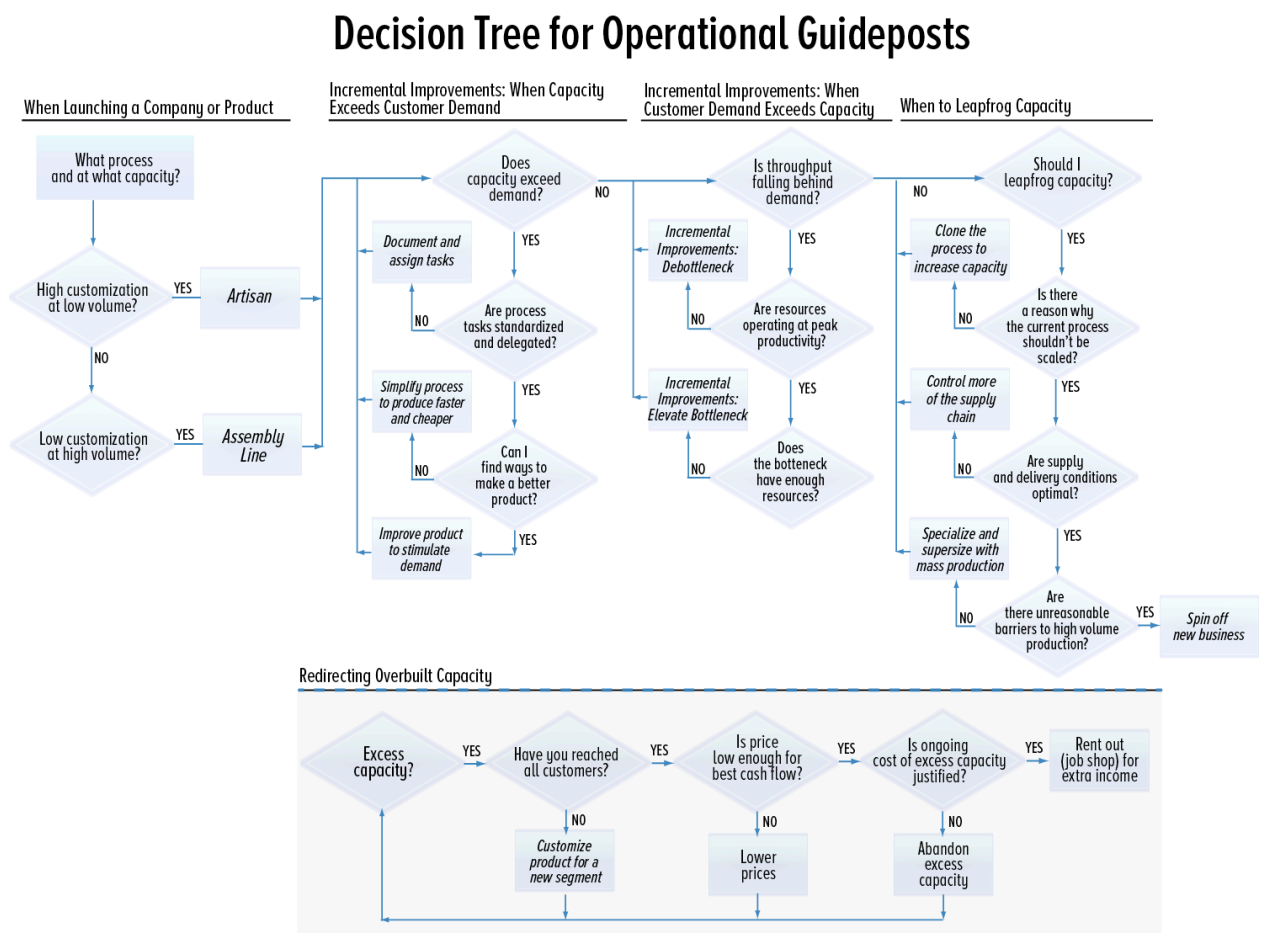 Decision Tree for Operational Guideposts
When Launching a Company or Product
What process
and at what capacity?
High customization
at low volume?
YES
Artisan
NO
Low customization
at high volume?
YES
Assembly
Line
Incremental Improvements: When Capacity
Exceeds Customer Demand
Does
capacity exceed
demand?
NO
YES
Document and
assign tasks
NO
Are process
tasks standardized
and delegated?
YES
Simplify process
to produce faster
and cheaper
NO
Can I
find ways to
make a better
product?
YES
Improve product
to stimulate
demand
Incremental Improvements: When
Customer Demand Exceeds Capacity
Is throughput
falling behind
demand?
NO
YES
Incremental
Improvements:
Debottleneck
NO
Are resources
operating at peak
productivity?
YES
Incremental
Improvements:
Elevate Bottleneck
NO
Does
the botteneck
have enough
resources?
When to Leapfrog Capacity
Should I
leapfrog capacity?
YES
Clone the
process to
increase capacity
NO
Is there
a reason why
the current process
shouldn't be
scaled?
YES
Control more
of the supply
chain
NO
Are supply
and delivery conditions
optimal?
YES
Specialize and
supersize with
mass production
NO
Are
there unreasonable
barriers to high volume
production?
YES
Spin off
new business
Redirecting Overbuilt Capacity
Excess
capacity?
YES
Have you reached
all customers?
YES
Is price
low enough for
best cash flow?
YES
Is ongoing
cost of excess capacity
justified?
YES
Rent out
(job shop) for
extra income
NO
Customize
product for a
new segment
NO
Lower
prices
NO
Abandon
excess
capacity